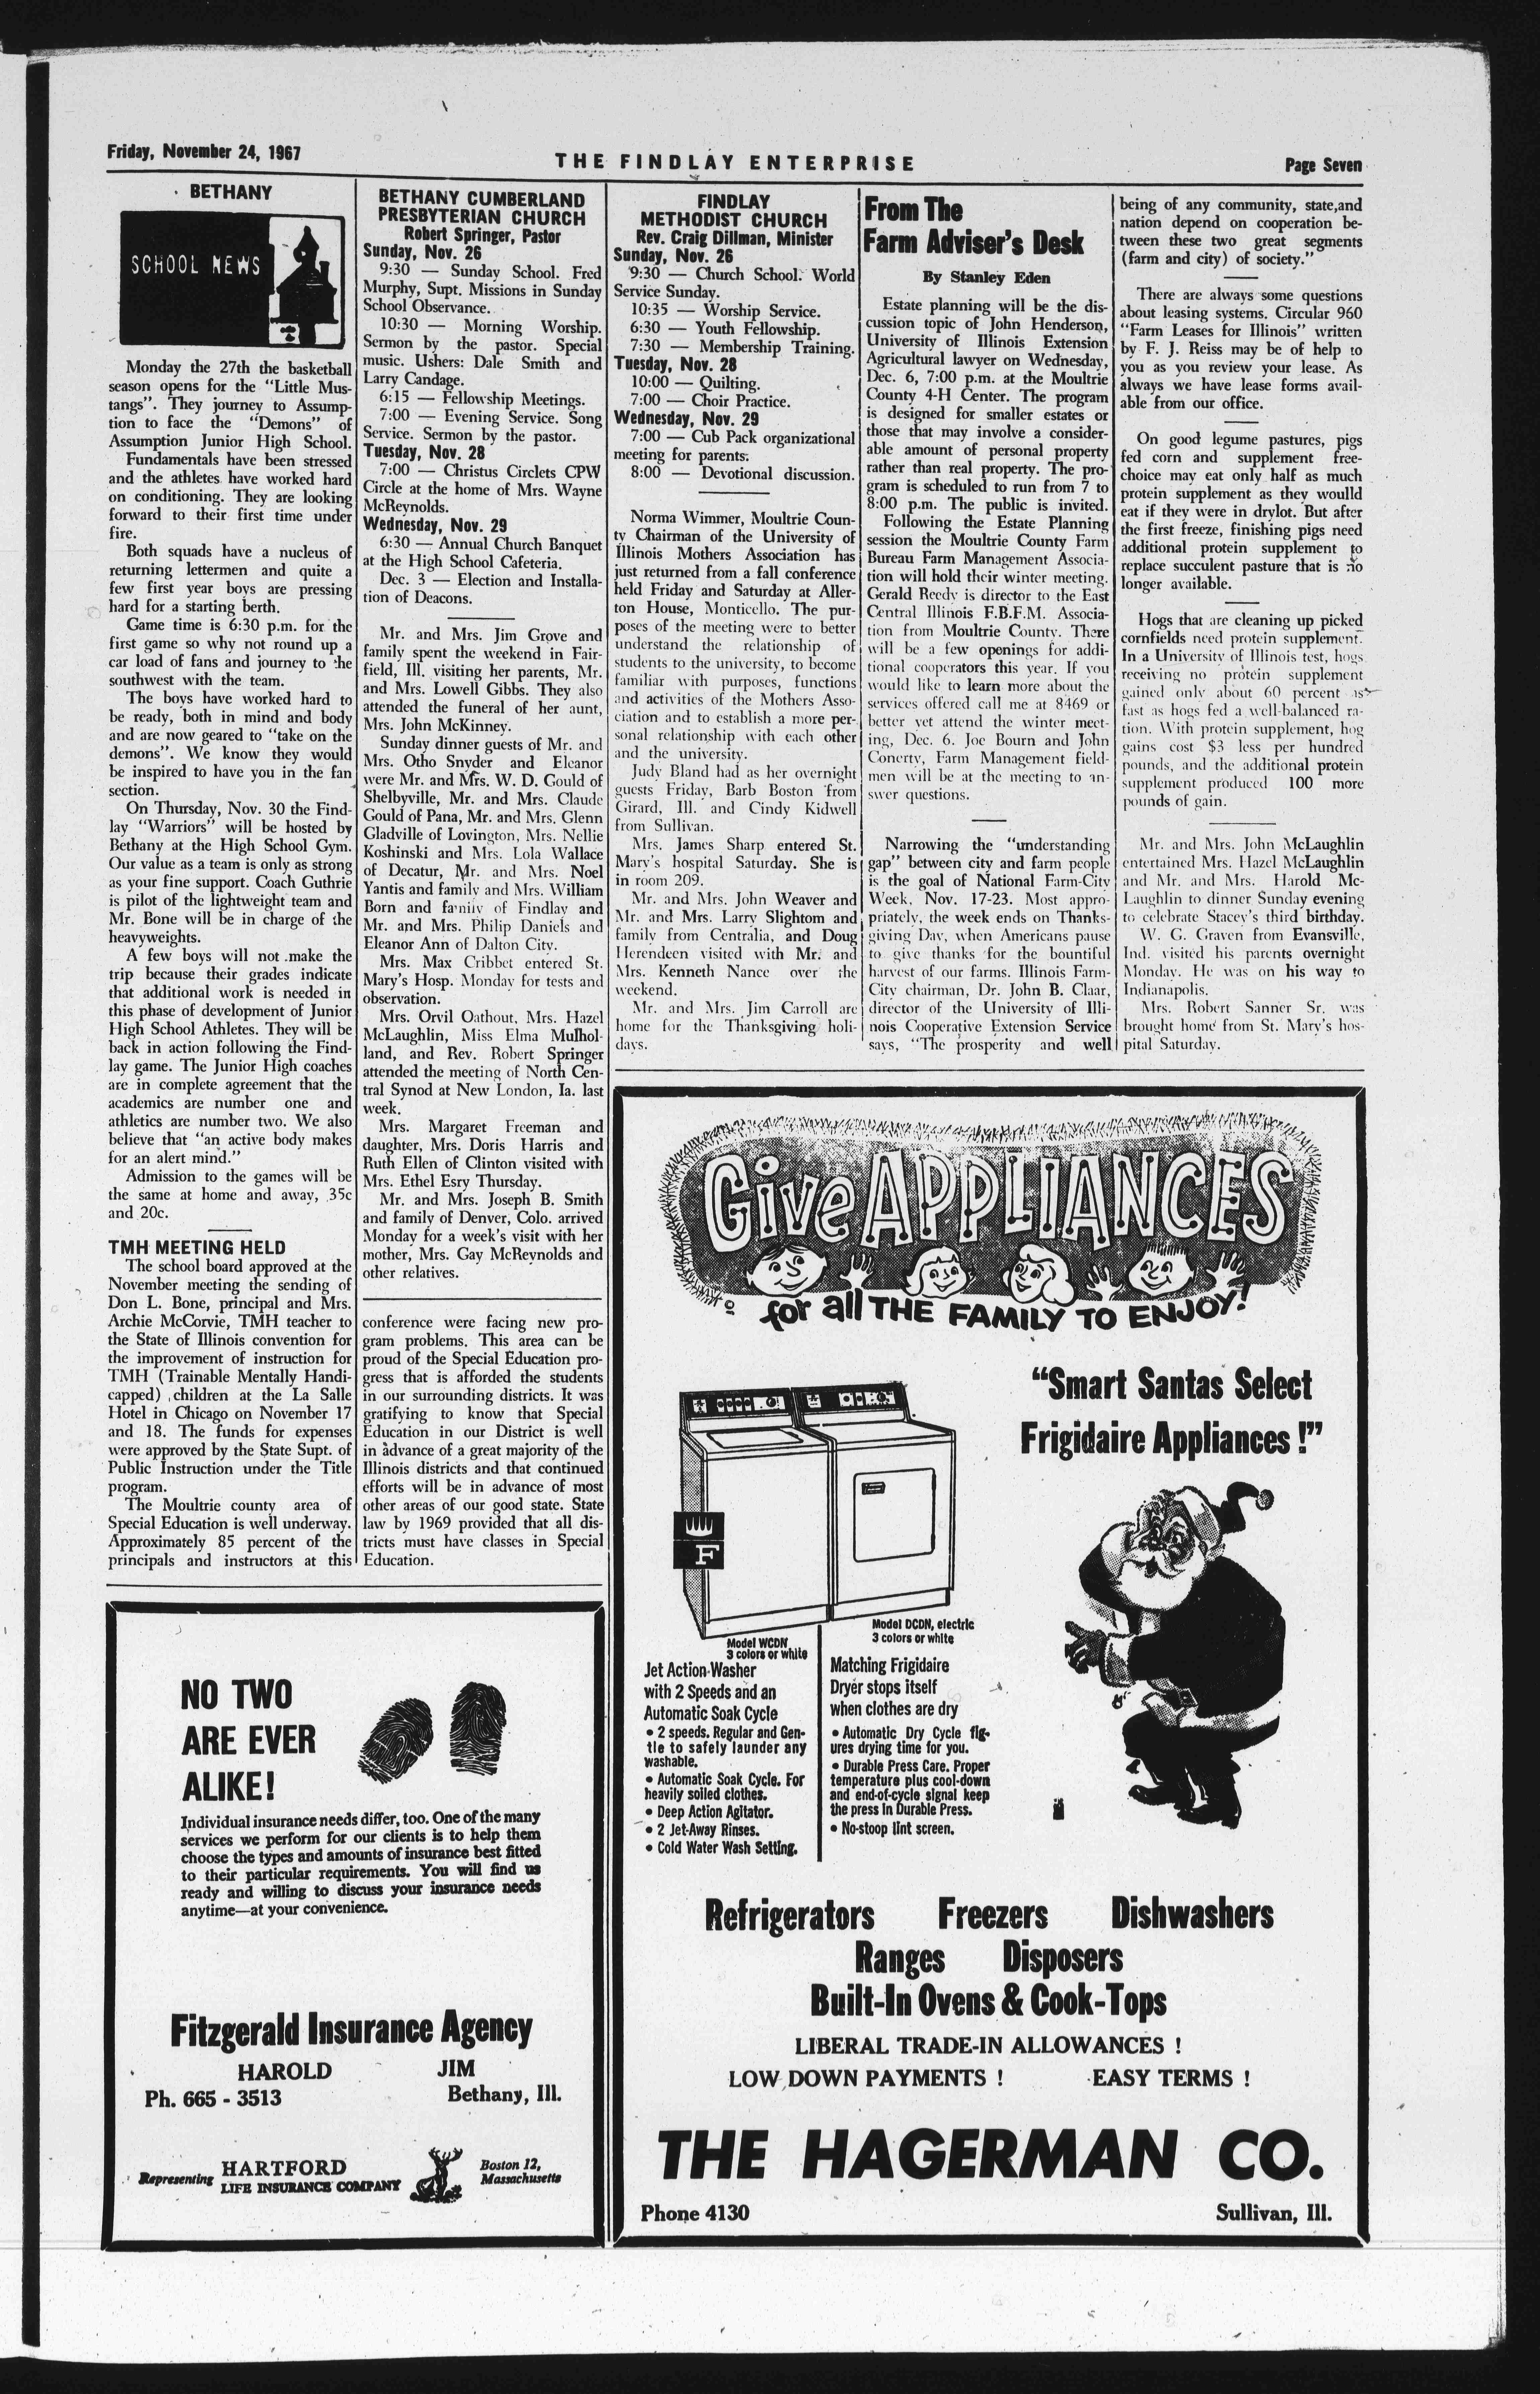 Friday, November 24, 1967
THE FINDLAY ENTERPRISE
Page Seven
BETHANY
SCHOOL NEWS
Monday the 27th the basketball
season opens for the "Little Mus-
tangs". They journey to Assump-
tion to face the "Demons" of
Assumption Junior High School.
Fundamentals have been stressed
and the athletes have worked hard
on conditioning. They are looking
forward to their first time under
fire.
Both squads have a nucleus of
returning lettermen and quite a
few first year boys are pressing
hard for a starting berth.
Game time is 6:30 p.m. for the
first game so why not round up a
car load of fans and journey to the
southwest with the team.
The boys have worked hard to
be ready, both in mind and body
and are now geared to "take on the
demons". We know they would
be inspired to have you in the fan
section.
On Thursday, Nov. 30 the Find-
lay "Warriors" will be hosted by
Bethany at the High School Gym.
Our value as a team is only as strong
as your fine support. Coach Guthrie
is pilot of the lightweight team and
Mr. Bone will be in charge of the
heavyweights.
A few boys will not make the
trip because their grades indicate
that additional work is needed in
this phase of development of Junior
High School Athletes. They will be
back in action following the Find-
lay game. The Junior High coaches
are in complete agreement that the
academics are number one and
athletics are number two. We also
believe that "an active body makes
for an alert mind."
Admission to the games will be
the same at home and away, 35c
and 20c.
TMH MEETING HELD
The school board approved at the
November meeting the sending of
Don L. Bone, principal and Mrs.
Archie McCorvie, TMH teacher to
the State of Illinois convention for
the improvement of instruction for
TMH (Trainable Mentally Handi-
capped) children at the La Salle
Hotel in Chicago on November 17
and 18. The funds for expenses
were approved by the State Supt. of
Public Instruction under the Title
program.
The Moultrie county area of
Special Education is well underway.
Approximately 85 percent of the
principals and instructors at this
conference were facing new pro-
gram problems. This area can be
proud of the Special Education pro-
gress that is afforded the students
in our surrounding districts. It was
gratifying to know that Special
Education in our District is well
in advance of a great majority of the
Illinois districts and that continued
efforts will be in advance of most
other areas of our good state. State
law by 1969 provided that all dis-
tricts must have classes in Special
Education.
BETHANY CUMBERLAND
PRESBYTERIAN CHURCH
Robert Springer, Pastor
Sunday, Nov. 26
9:30 — Sunday School. Fred
Murphy, Supt. Missions in Sunday
School Observance.
10:30 — Morning Worship.
Sermon by the pastor. Special
music. Ushers: Dale Smith and
Larry Candage.
6:15 — Fellowship Meetings.
7:00 — Evening Service. Song
Service. Sermon by the pastor.
Tuesday, Nov. 28
7:00 — Christus Circlets CPW
Circle at the home of Mrs. Wayne
McReynolds.
Wednesday, Nov. 29
6:30 — Annual Church Banquet
at the High School Cafeteria.
Dec. 3 — Election and Installa-
tion of Deacons.
Mr. and Mrs. Jim Grove and
family spent the weekend in Fair-
field, Ill. visiting her parents, Mr.
and Mrs. Lowell Gibbs. They also
attended the funeral of her aunt,
Mrs. John McKinney.
Sunday dinner guests of Mr. and
Mrs. Otho Snyder and Eleanor
were Mr. and Mrs. W. D. Gould of
Shelbyville, Mr. and Mrs. Claude
Gould of Pana, Mr. and Mrs. Glenn
Gladville of Lovington, Mrs. Nellie
Koshinski and Mrs. Lola Wallace
of Decatur, Mr. and Mrs. Noel
Yantis and family and Mrs. William
Born and family of Findlay and
Mr. and Mrs. Philip Daniels and
Eleanor Ann of Dalton City.
Mrs. Max Cribbet entered St.
Mary's Hosp. Monday for tests and
observation.
Mrs. Orvil Oathout, Mrs. Hazel
McLaughlin, Miss Elma Mulhol-
land, and Rev. Robert Springer
attended the meeting of North Cen-
tral Synod at New London, Ia. last
week.
Mrs. Margaret Freeman and
daughter, Mrs. Doris Harris and
Ruth Ellen of Clinton visited with
Mrs. Ethel Esry Thursday.
Mr. and Mrs. Joseph B. Smith
and family of Denver, Colo. arrived
Monday for a week's visit with her
mother, Mrs. Gay McReynolds and
other relatives.
FINDLAY
METHODIST CHURCH
Rev. Craig Dillman, Minister
Sunday, Nov. 26
9:30 — Church School. World
Service Sunday.
10:35 — Worship Service.
6:30 — Youth Fellowship.
7:30 — Membership Training.
Tuesday, Nov. 28
10:00 — Quilting.
7:00 — Choir Practice.
Wednesday, Nov. 29
7:00 — Cub Pack organizational
meeting for parents.
8:00 — Devotional discussion.
Norma Wimmer, Moultrie Coun-
ty Chairman of the University of
Illinois Mothers Association has
just returned from a fall conference
held Friday and Saturday at Aller-
ton House, Monticello. The pur-
poses of the meeting were to better
understand the relationship of
students to the university, to become
familiar with purposes, functions
and activities of the Mothers Asso-
ciation and to establish a more per-
sonal relationship with each other
and the university.
Judy Bland had as her overnight
guests Friday, Barb Boston from
Girard, Ill. and Cindy Kidwell
from Sullivan.
Mrs. James Sharp entered St.
Mary's hospital Saturday. She is
in room 209.
Mr. and Mrs. John Weaver and
Mr. and Mrs. Larry Slightom and
family from Centralia, and Doug
Herendeen visited with Mr. and
Mrs. Kenneth Nance over the
weekend.
Mr. and Mrs. Jim Carroll are
home for the Thanksgiving holi-
days.
From The
Farm Adviser's Desk
By Stanley Eden
Estate planning will be the dis-
cussion topic of John Henderson,
University of Illinois Extension
Agricultural lawyer on Wednesday,
Dec. 6, 7:00 p.m. at the Moultrie
County 4-H Center. The program
is designed for smaller estates or
those that may involve a consider-
able amount of personal property
rather than real property. The pro-
gram is scheduled to run from 7 to
8:00 p.m. The public is invited.
Following the Estate Planning
session the Moultrie County Farm
Bureau Farm Management Associa-
tion will hold their winter meeting.
Gerald Reedy is director to the East
Central Illinois F.B.F.M. Associa-
tion from Moultrie County. There
will be a few openings for addi-
tional cooperators this year. If you
would like to learn more about the
services offered call me at 8469 or
better yet attend the winter meet-
ing, Dec. 6. Joe Bourn and John
Conerty, Farm Management field-
men will be at the meeting to an-
swer questions.
Narrowing the "understanding
gap" between city and farm people
is the goal of National Farm-City
Week, Nov. 17-23. Most appro-
priately, the week ends on Thanks-
giving Day, when Americans pause
to give thanks for the bountiful
harvest of our farms. Illinois Farm-
City chairman, Dr. John B. Claar,
director of the University of Illi-
nois Cooperative Extension Service
says, "The prosperity and well
being of any community, state,and
nation depend on cooperation be-
tween these two great segments
(farm and city) of society."
There are always some questions
about leasing systems. Circular 960
"Farm Leases for Illinois" written
by F. J. Reiss may be of help to
you as you review your lease. As
always we have lease forms avail-
able from our office.
On good legume pastures, pigs
fed corn and supplement free-
choice may eat only half as much
protein supplement as they woulld
eat if they were in drylot. But after
the first freeze, finishing pigs need
additional protein supplement to
replace succulent pasture that is no
longer available.
Hogs that are cleaning up picked
cornfields need protein supplement.
In a University of Illinois test, hogs
receiving no protein supplement
gained only about 60 percent as
fast as hogs fed a well-balanced ra-
tion. With protein supplement, hog
gains cost $3 less per hundred
pounds, and the additional protein
supplement produced 100 more
pounds of gain.
Mr. and Mrs. John McLaughlin
entertained Mrs. Hazel McLaughlin
and Mr. and Mrs. Harold Mc-
Laughlin to dinner Sunday evening
to celebrate Stacey's third birthday.
W. G. Graven from Evansville,
Ind. visited his parents overnight
Monday. He was on his way to
Indianapolis.
Mrs. Robert Sanner Sr. was
brought home from St. Mary's hos-
pital Saturday.
NO TWO
ARE EVER
ALIKE!
Individual insurance needs differ, too. One of the many
services we perform for our clients is to help them
choose the types and amounts of insurance best fitted
to their particular requirements. You will find us
ready and willing to discuss your insurance needs
anytime—at your convenience.
Fitzgerald Insurance Agency
HAROLD JIM
Ph. 665 - 3513 Bethany, Ill.
Representing HARTFORD
LIFE INSURANCE COMPANY
Boston 12,
Massachusetts
Give APPLIANCES
for all THE FAMILY TO ENJOY!
"Smart Santas Select
Frigidaire Appliances !"
F
Model WCDN
3 colors or white
Jet Action Washer
with 2 Speeds and an
Automatic Soak Cycle
• 2 speeds. Regular and Gen-
tle to safely launder any
washable.
• Automatic Soak Cycle. For
heavily soiled clothes.
• Deep Action Agitator.
• 2 Jet-Away Rinses.
• Cold Water Wash Setting.
Model DCDN, electric
3 colors or white
Matching Frigidaire
Dryer stops itself
when clothes are dry
• Automatic Dry Cycle fig-
ures drying time for you.
• Durable Press Care. Proper
temperature plus cool-down
and end-of-cycle signal keep
the press in Durable Press.
• No-stoop lint screen.
Refrigerators Freezers Dishwashers
Ranges Disposers
Built-In Ovens & Cook-Tops
LIBERAL TRADE-IN ALLOWANCES !
LOW DOWN PAYMENTS ! EASY TERMS !
THE HAGERMAN CO.
Phone 4130 Sullivan, Ill.